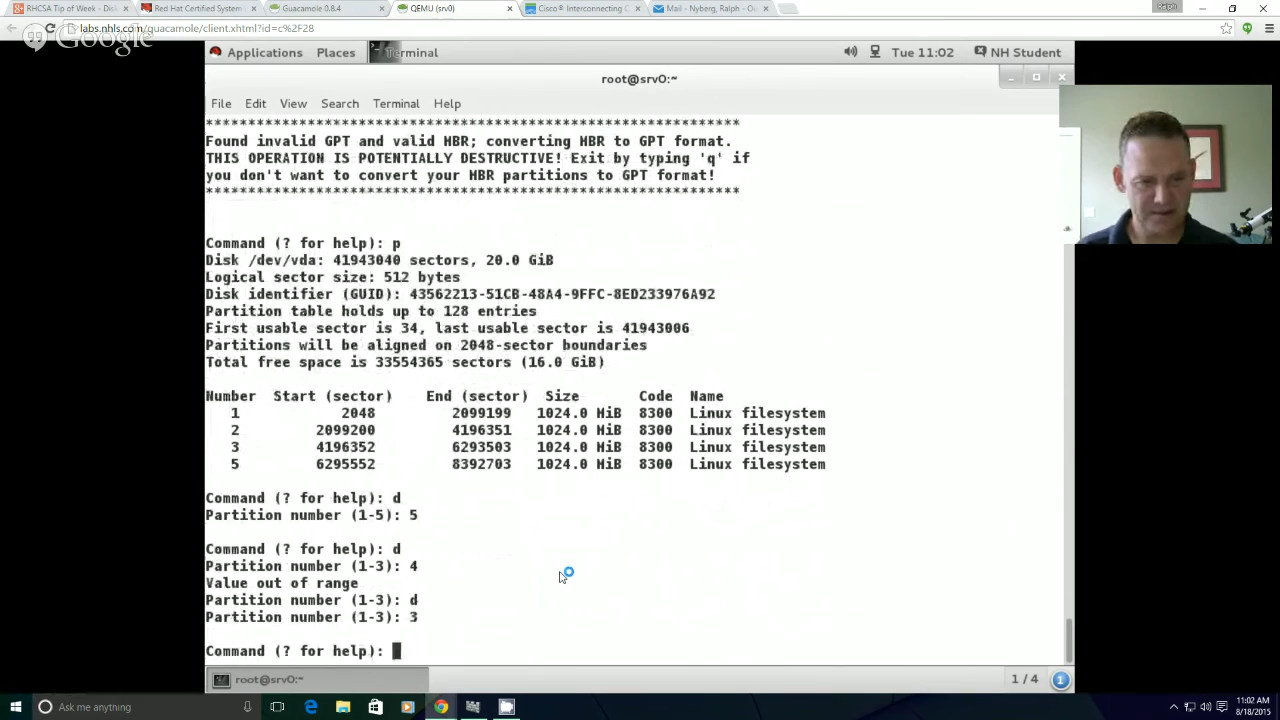 RHCSA Tip of Week - Disk
Red Hat Certified System
Guacamole 0.8.4
QEMU (srv0)
Cisco® Interconnecting C
Mail - Nyberg, Ralph - Ou
Ralph
labs.nhls.com/guacamole/client.xhtml?id=c%2F28
Google
Applications Places Terminal Tue 11:02 NH Student
root@srv0:~
File Edit View Search Terminal Help
***************************************************************
Found invalid GPT and valid MBR; converting MBR to GPT format.
THIS OPERATION IS POTENTIALLY DESTRUCTIVE! Exit by typing 'q' if
you don't want to convert your MBR partitions to GPT format!
***************************************************************
Command (? for help): p
Disk /dev/vda: 41943040 sectors, 20.0 GiB
Logical sector size: 512 bytes
Disk identifier (GUID): 43562213-51CB-48A4-9FFC-8ED233976A92
Partition table holds up to 128 entries
First usable sector is 34, last usable sector is 41943006
Partitions will be aligned on 2048-sector boundaries
Total free space is 33554365 sectors (16.0 GiB)
Number Start (sector) End (sector) Size Code Name
1 2048 2099199 1024.0 MiB 8300 Linux filesystem
2 2099200 4196351 1024.0 MiB 8300 Linux filesystem
3 4196352 6293503 1024.0 MiB 8300 Linux filesystem
5 6295552 8392703 1024.0 MiB 8300 Linux filesystem
Command (? for help): d
Partition number (1-5): 5
Command (? for help): d
Partition number (1-3): 4
Value out of range
Partition number (1-3): d
Partition number (1-3): 3
Command (? for help):
root@srv0:~ 1 / 4 1
Ask me anything
11:02 AM
8/18/2015